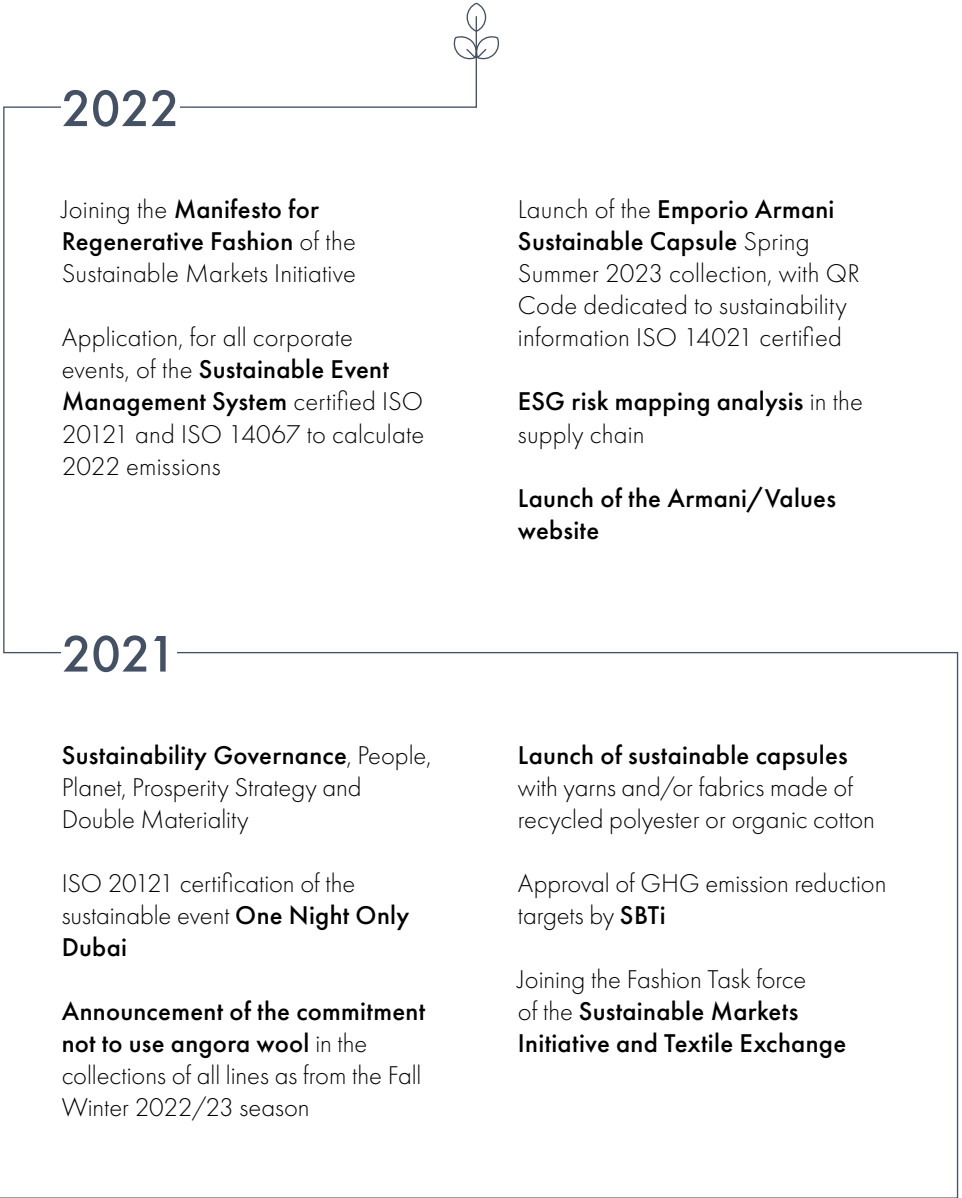 2022
Joining the Manifesto for
Regenerative Fashion of the
Sustainable Markets Initiative
Application, for all corporate
events, of the Sustainable Event
Management System certified ISO
20121 and ISO 14067 to calculate
2022 emissions
Launch of the Emporio Armani
Sustainable Capsule Spring
Summer 2023 collection, with QR
Code dedicated to sustainability
information ISO 14021 certified
ESG risk mapping analysis in the
supply chain
Launch of the Armani/Values
website
2021
Sustainability Governance, People,
Planet, Prosperity Strategy and
Double Materiality
ISO 20121 certification of the
sustainable event One Night Only
Dubai
Announcement of the commitment
not to use angora wool in the
collections of all lines as from the Fall
Winter 2022/23 season
Launch of sustainable capsules
with yarns and/or fabrics made of
recycled polyester or organic cotton
Approval of GHG emission reduction
targets by SBTi
Joining the Fashion Task force
of the Sustainable Markets
Initiative and Textile Exchange